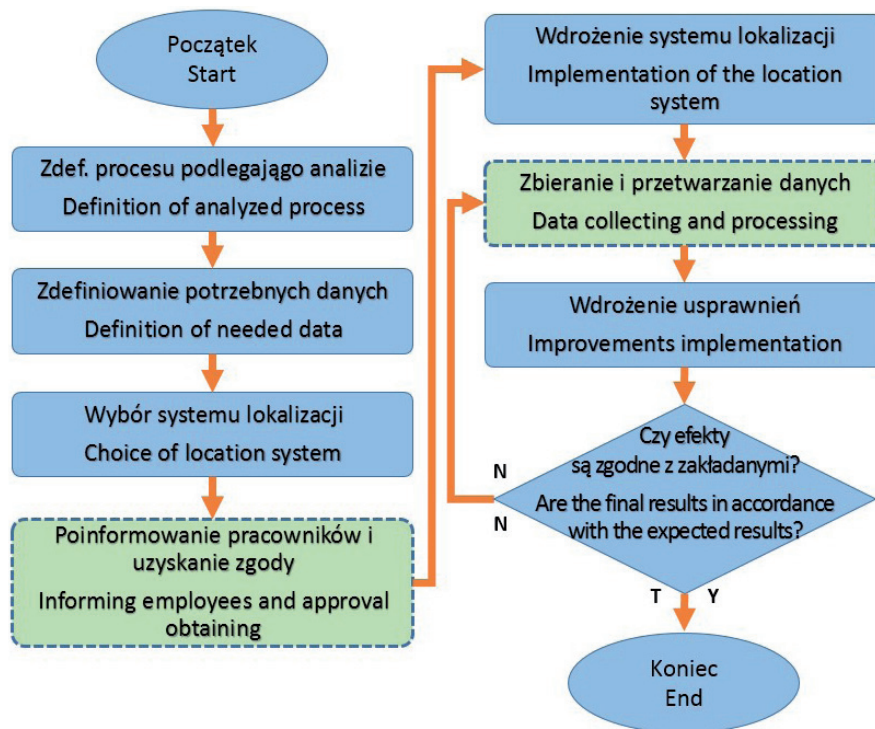 Początek
Start
Zdef. procesu podlegajągo analizie
Definition of analyzed process
Zdefiniowanie potrzebnych danych
Definition of needed data
Wybór systemu lokalizacji
Choice of location system
Poinformowanie pracowników i
uzyskanie zgody
Informing employees and approval
obtaining
Wdrożenie systemu lokalizacji
Implementation of the location
system
Zbieranie i przetwarzanie danych
Data collecting and processing
Wdrożenie usprawnień
Improvements implementation
Czy efekty
są zgodne z zakładanymi?
Are the final results in accordance
with the expected results?
N
N
T Y
Koniec
End